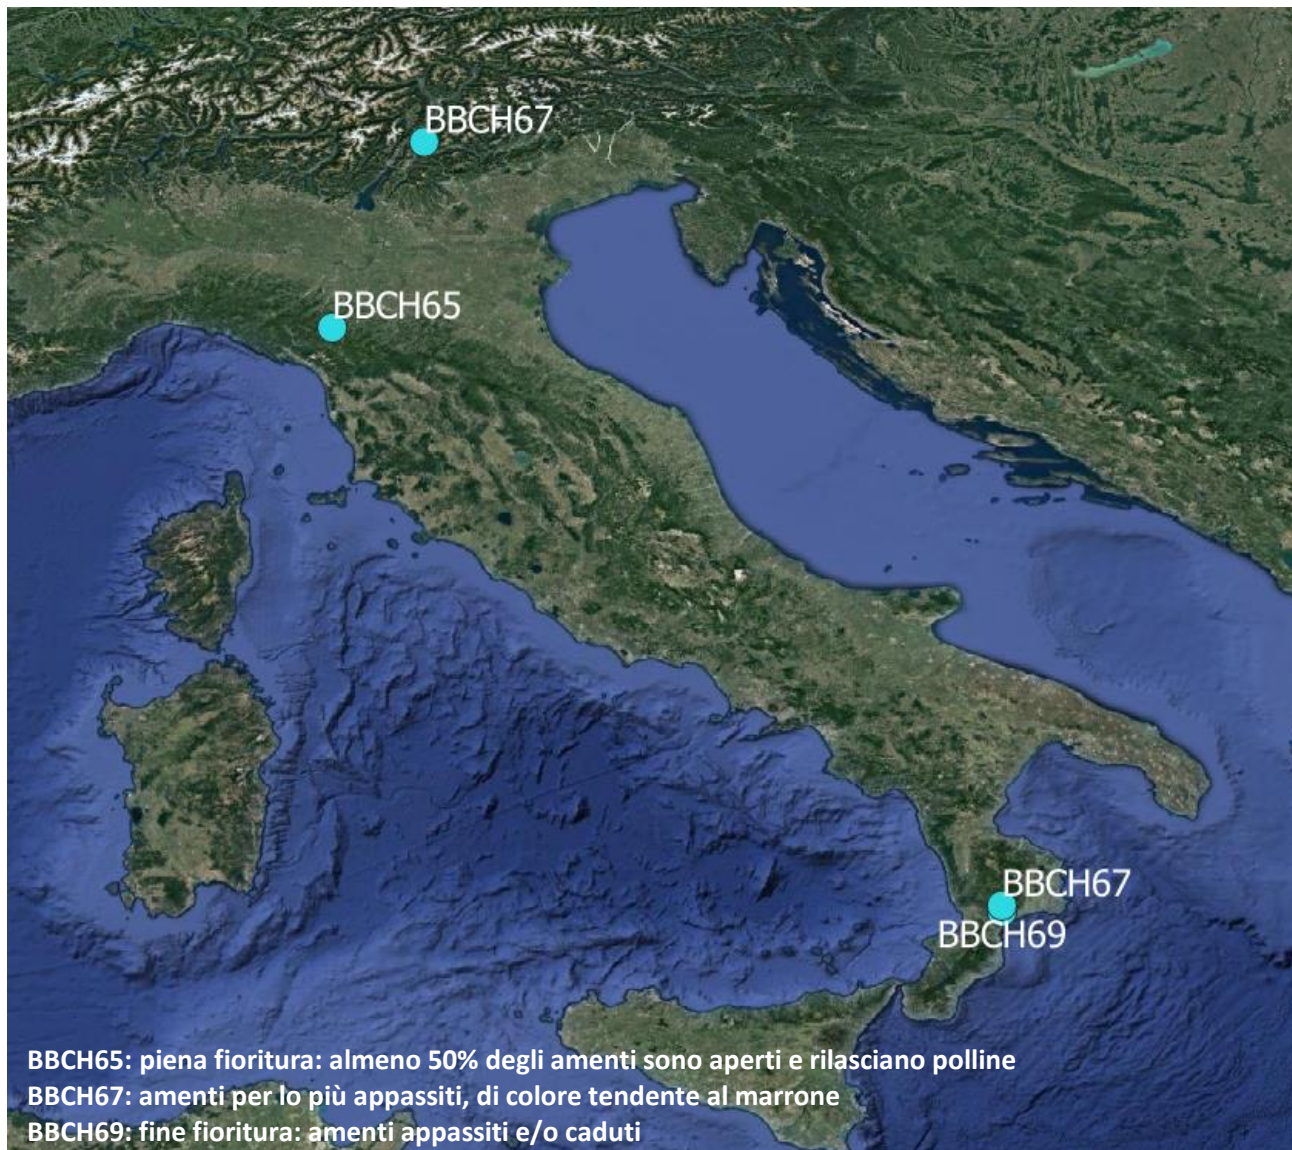 BBCH67
BBCH65
BBCH67
BBCH69
BBCH65: piena fioritura: almeno 50% degli amenti sono aperti e rilasciano polline
BBCH67: amenti per lo più appassiti, di colore tendente al marrone
BBCH69: fine fioritura: amenti appassiti e/o caduti